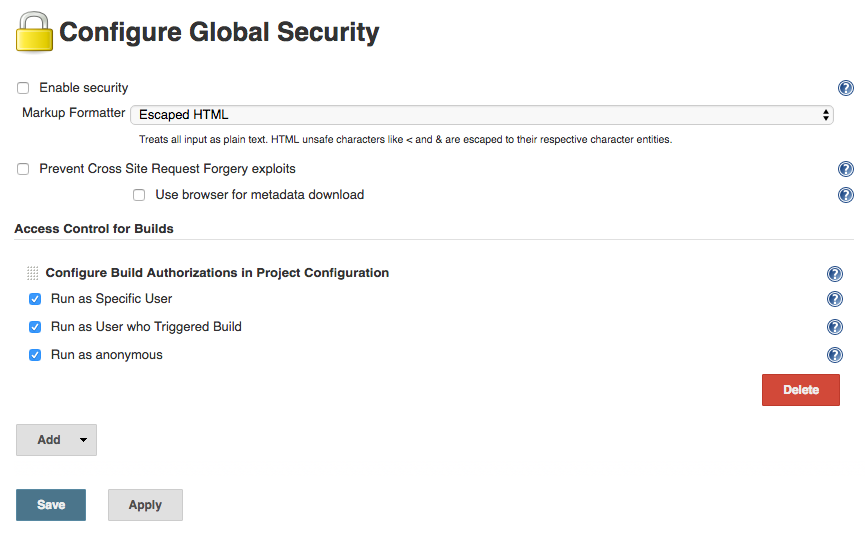 Configure Global Security
Enable security
Markup Formatter Escaped HTML
Treats all input as plain text. HTML unsafe characters like < and & are escaped to their respective character entities.
Prevent Cross Site Request Forgery exploits
Use browser for metadata download
Access Control for Builds
Configure Build Authorizations in Project Configuration
Run as Specific User
Run as User who Triggered Build
Run as anonymous
Delete
Add
Save Apply